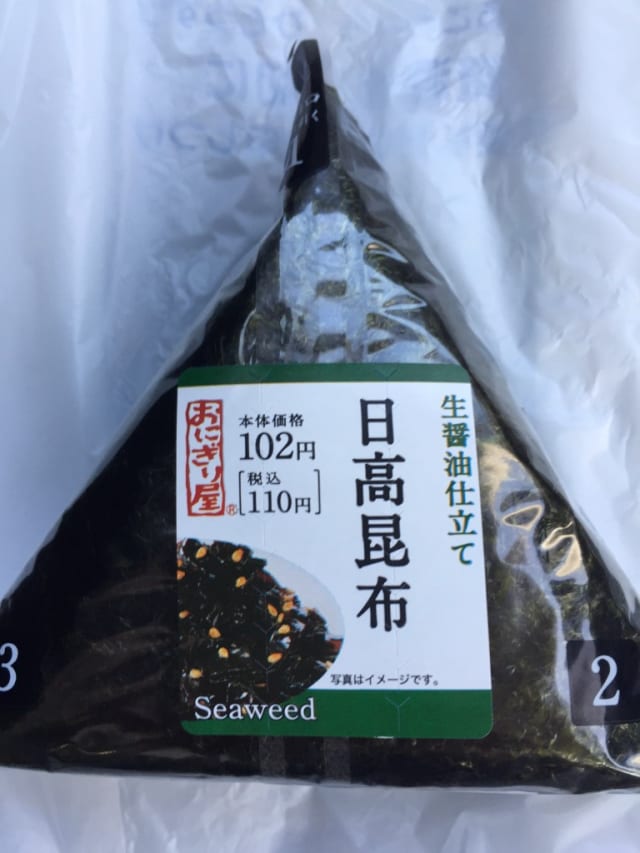 1
生醤油仕立て
日高昆布
おにぎり屋®
本体価格
102円
[税込
110円]
写真はイメージです。
Seaweed
3
2